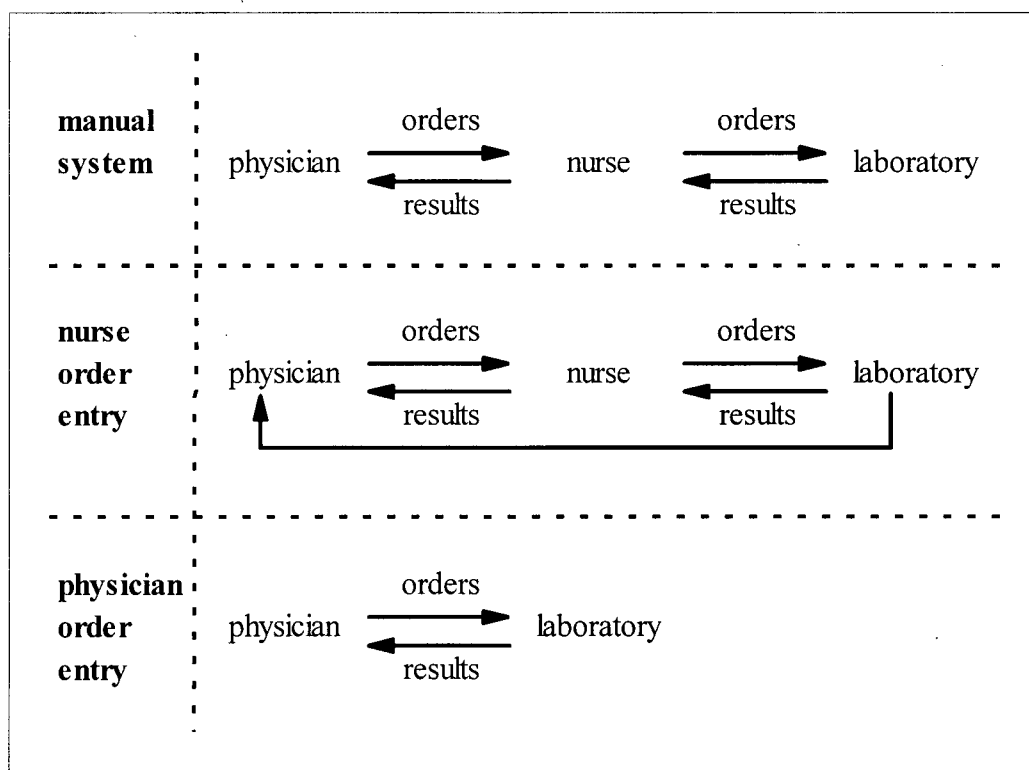 manual
system
orders
orders
physician
nurse
laboratory
results
results
nurse
order
entry
orders
orders
physician
nurse
laboratory
results
results
physician
order
entry
orders
physician
laboratory
results